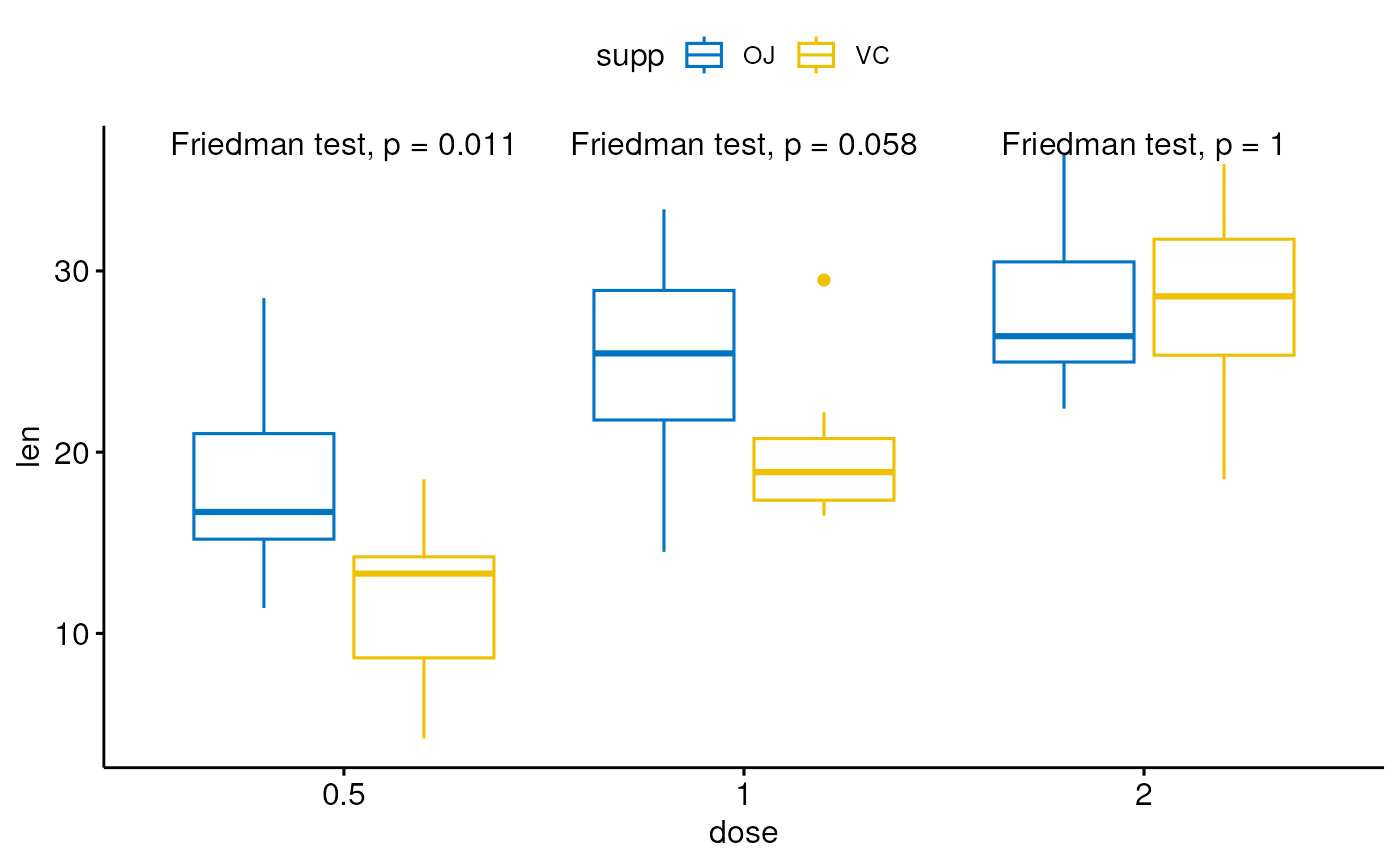 supp OJ VC
Friedman test, p = 0.011 Friedman test, p = 0.058 Friedman test, p = 1
30
20
10
len
0.5 1 2
dose